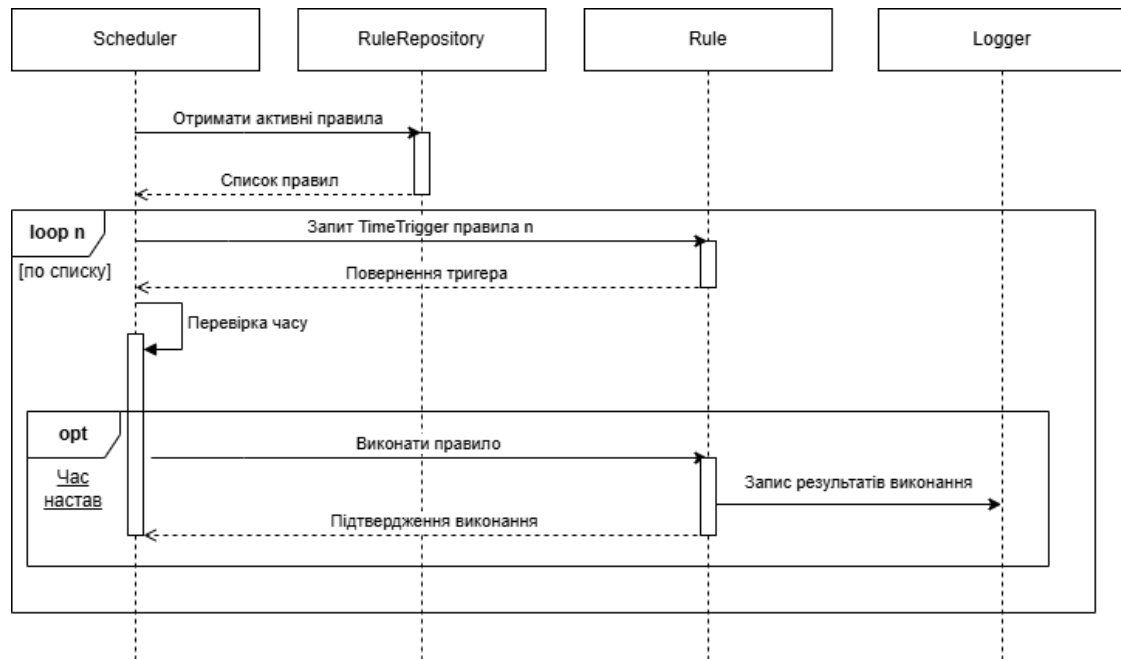 Scheduler
RuleRepository
Rule
Logger
Отримати активні правила
Список правил
loop n
[по списку]
Запит TimeTrigger правила n
Повернення тригера
Перевірка часу
opt
Час
настав
Виконати правило
Запис результатів виконання
Підтвердження виконання